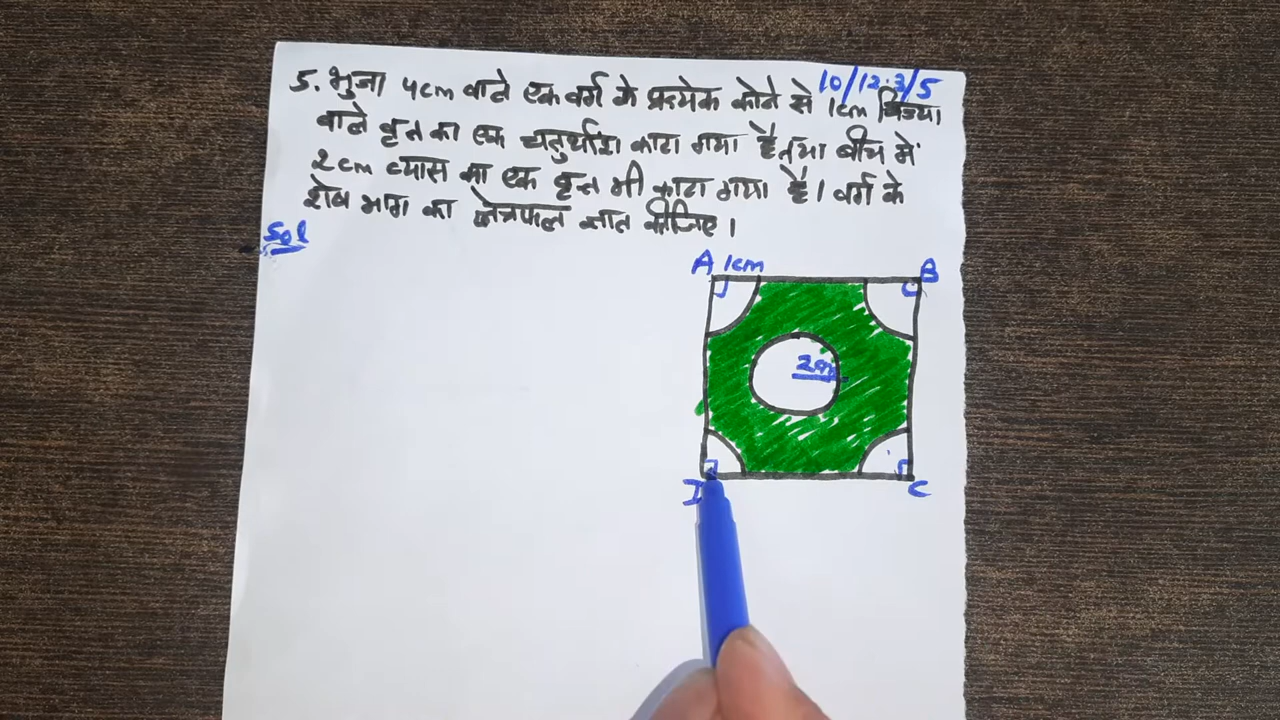 10/12.3/5
5. भुजा 4cm वाले एक वर्ग के प्रत्येक कोने से 1cm त्रिज्या
वाले वृत्त का एक चतुर्थांश काटा गया है तथा बीच में
2cm व्यास का एक वृत्त भी काटा गया है। वर्ग के
शेष भाग का क्षेत्रफल ज्ञात कीजिए।
Sol
A 1cm B
2cm
D C